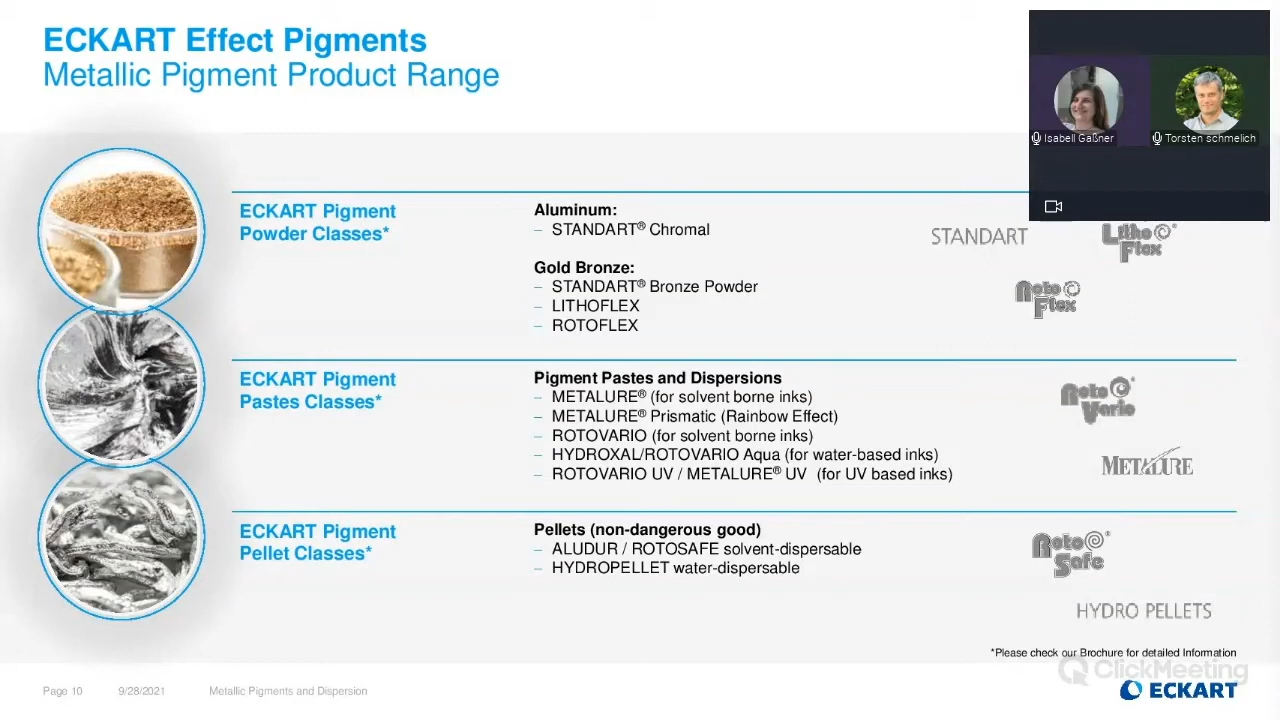 ECKART Effect Pigments
Metallic Pigment Product Range
Isabell Gaßner
Torsten schmelich
ECKART Pigment
Powder Classes*
Aluminum:
– STANDART® Chromal
Gold Bronze:
– STANDART® Bronze Powder
– LITHOFLEX
– ROTOFLEX
STANDART
Litho Flex®
Roto Flex
ECKART Pigment
Pastes Classes*
Pigment Pastes and Dispersions
– METALURE® (for solvent borne inks)
– METALURE® Prismatic (Rainbow Effect)
– ROTOVARIO (for solvent borne inks)
– HYDROXAL/ROTOVARIO Aqua (for water-based inks)
– ROTOVARIO UV / METALURE® UV (for UV based inks)
Roto Vario
METALURE
ECKART Pigment
Pellet Classes*
Pellets (non-dangerous good)
– ALUDUR / ROTOSAFE solvent-dispersable
– HYDROPELLET water-dispersable
Roto Safe®
HYDRO PELLETS
*Please check our Brochure for detailed Information
ClickMeeting
Page 10 9/28/2021 Metallic Pigments and Dispersion
ECKART